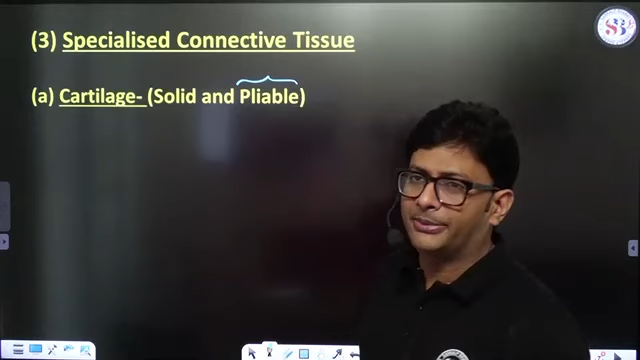 (3) Specialised Connective Tissue
(a) Cartilage- (Solid and Pliable)